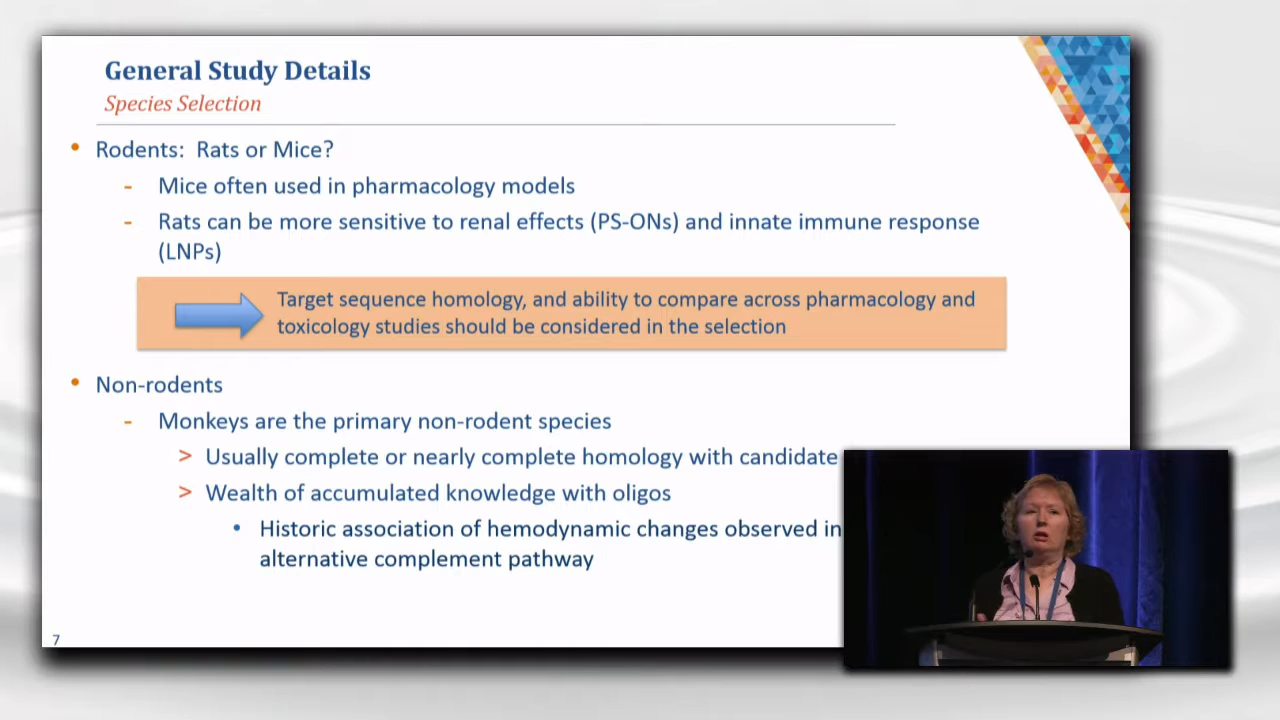 General Study Details
Species Selection
• Rodents: Rats or Mice?
- Mice often used in pharmacology models
- Rats can be more sensitive to renal effects (PS-ONs) and innate immune response
(LNPs)
Target sequence homology, and ability to compare across pharmacology and
toxicology studies should be considered in the selection
• Non-rodents
- Monkeys are the primary non-rodent species
> Usually complete or nearly complete homology with candidate
> Wealth of accumulated knowledge with oligos
• Historic association of hemodynamic changes observed in
alternative complement pathway
7